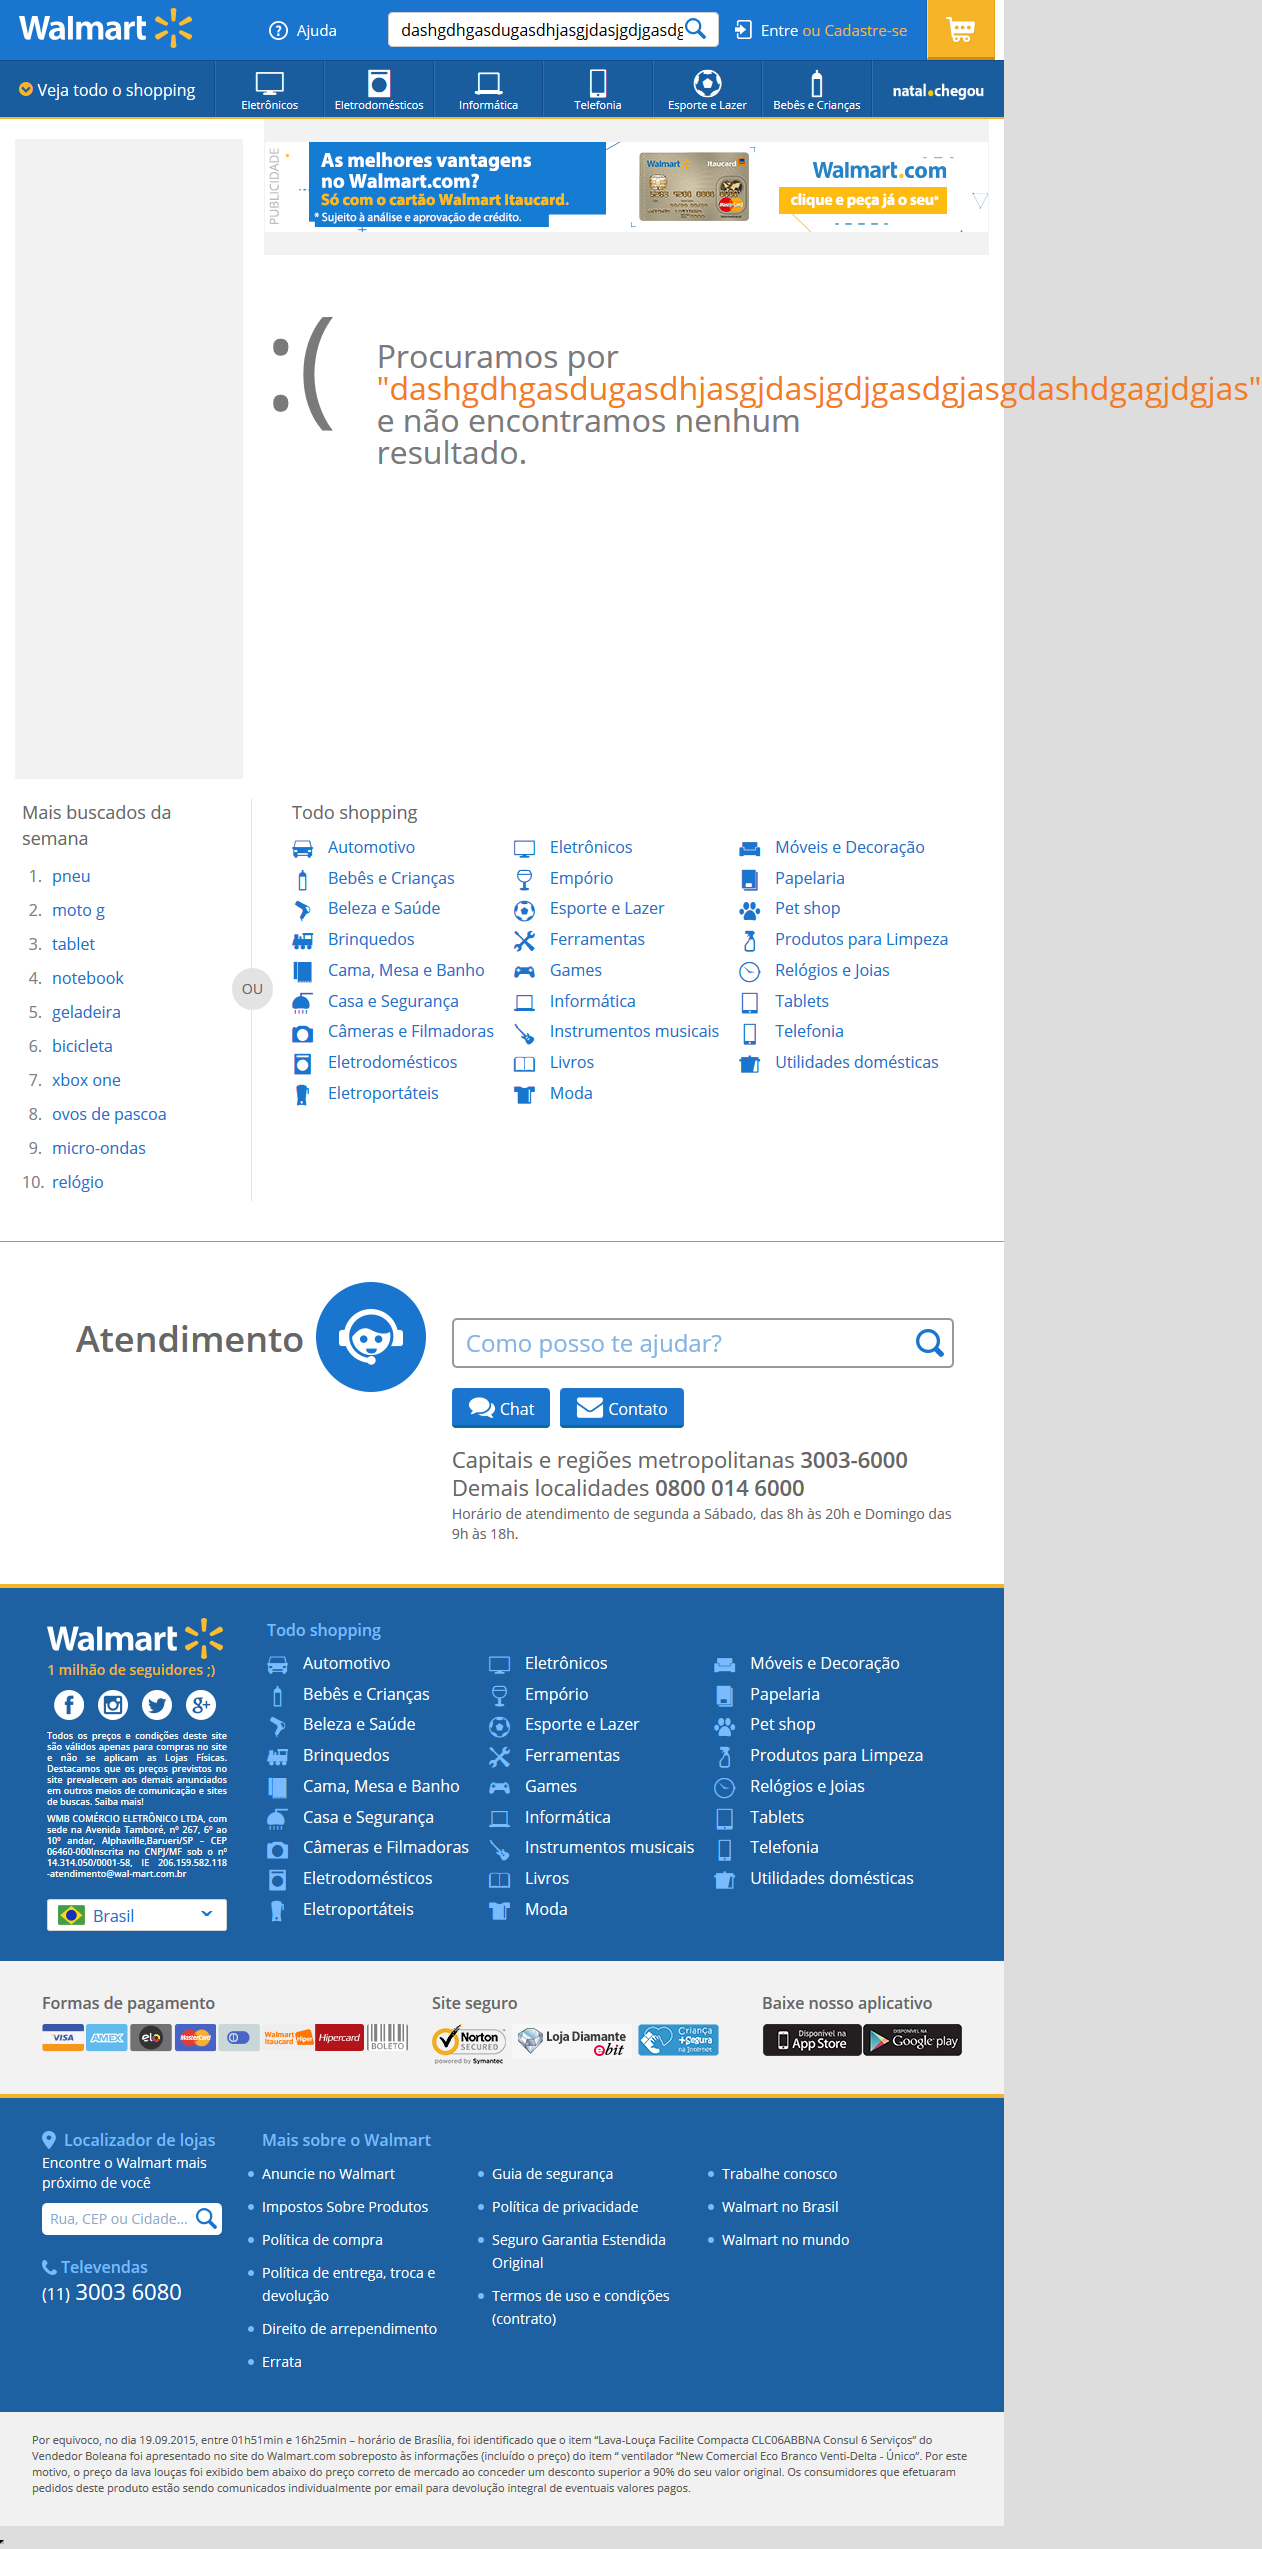 Walmart
Ajuda
dashgdhgasdugasdhjasgjdasjgdjgasdg
Entre ou Cadastre-se
Veja todo o shopping
Eletrônicos
Eletrodomésticos
Informática
Telefonia
Esporte e Lazer
Bebês e Crianças
natal.chegou
PUBLICIDADE
As melhores vantagens
no Walmart.com?
Só com o cartão Walmart Itaucard.
* Sujeito à análise e aprovação de crédito.
Walmart Itaucard
MasterCard
Walmart.com
clique e peça já o seu*
:(
Procuramos por
"dashgdhgasdugasdhjasgjdasjgdjgasdgjasgdashdgagjdgjas"
e não encontramos nenhum
resultado.
Mais buscados da
semana
1. pneu
2. moto g
3. tablet
4. notebook
5. geladeira
6. bicicleta
7. xbox one
8. ovos de pascoa
9. micro-ondas
10. relógio
OU
Todo shopping
Automotivo
Bebês e Crianças
Beleza e Saúde
Brinquedos
Cama, Mesa e Banho
Casa e Segurança
Câmeras e Filmadoras
Eletrodomésticos
Eletroportáteis
Eletrônicos
Empório
Esporte e Lazer
Ferramentas
Games
Informática
Instrumentos musicais
Livros
Moda
Móveis e Decoração
Papelaria
Pet shop
Produtos para Limpeza
Relógios e Joias
Tablets
Telefonia
Utilidades domésticas
Atendimento
Como posso te ajudar?
Chat
Contato
Capitais e regiões metropolitanas 3003-6000
Demais localidades 0800 014 6000
Horário de atendimento de segunda a Sábado, das 8h às 20h e Domingo das
9h às 18h.
Walmart
1 milhão de seguidores ;)
Todos os preços e condições deste site
são válidos apenas para compras no site
e não se aplicam as Lojas Físicas.
Destacamos que os preços previstos no
site prevalecem aos demais anunciados
em outros meios de comunicação e sites
de buscas. Saiba mais!
WMB COMÉRCIO ELETRÔNICO LTDA, com
sede na Avenida Tamboré, nº 267, 6º ao
10º andar, Alphaville,Barueri/SP – CEP
06460-000Inscrita no CNPJ/MF sob o nº
14.314.050/0001-58, IE 206.159.582.118
-atendimento@wal-mart.com.br
Brasil
Todo shopping
Automotivo
Bebês e Crianças
Beleza e Saúde
Brinquedos
Cama, Mesa e Banho
Casa e Segurança
Câmeras e Filmadoras
Eletrodomésticos
Eletroportáteis
Eletrônicos
Empório
Esporte e Lazer
Ferramentas
Games
Informática
Instrumentos musicais
Livros
Moda
Móveis e Decoração
Papelaria
Pet shop
Produtos para Limpeza
Relógios e Joias
Tablets
Telefonia
Utilidades domésticas
Formas de pagamento
VISA
AMEX
elo
MasterCard
Walmart
Itaucard
Hiper
Hipercard
BOLETO
Site seguro
Norton
SECURED
powered by Symantec
Loja Diamante
ebit
Criança
+Segura
na Internet
Baixe nosso aplicativo
Disponível na
App Store
DISPONÍVEL NA
Google play
Localizador de lojas
Encontre o Walmart mais
próximo de você
Rua, CEP ou Cidade...
Televendas
(11) 3003 6080
Mais sobre o Walmart
Anuncie no Walmart
Impostos Sobre Produtos
Política de compra
Política de entrega, troca e
devolução
Direito de arrependimento
Errata
Guia de segurança
Política de privacidade
Seguro Garantia Estendida
Original
Termos de uso e condições
(contrato)
Trabalhe conosco
Walmart no Brasil
Walmart no mundo
Por equivoco, no dia 19.09.2015, entre 01h51min e 16h25min – horário de Brasília, foi identificado que o item “Lava-Louça Facilite Compacta CLC06ABBNA Consul 6 Serviços” do
Vendedor Boleana foi apresentado no site do Walmart.com sobreposto às informações (incluído o preço) do item “ ventilador “New Comercial Eco Branco Venti-Delta - Único”. Por este
motivo, o preço da lava louças foi exibido bem abaixo do preço correto de mercado ao conceder um desconto superior a 90% do seu valor original. Os consumidores que efetuaram
pedidos deste produto estão sendo comunicados individualmente por email para devolução integral de eventuais valores pagos.